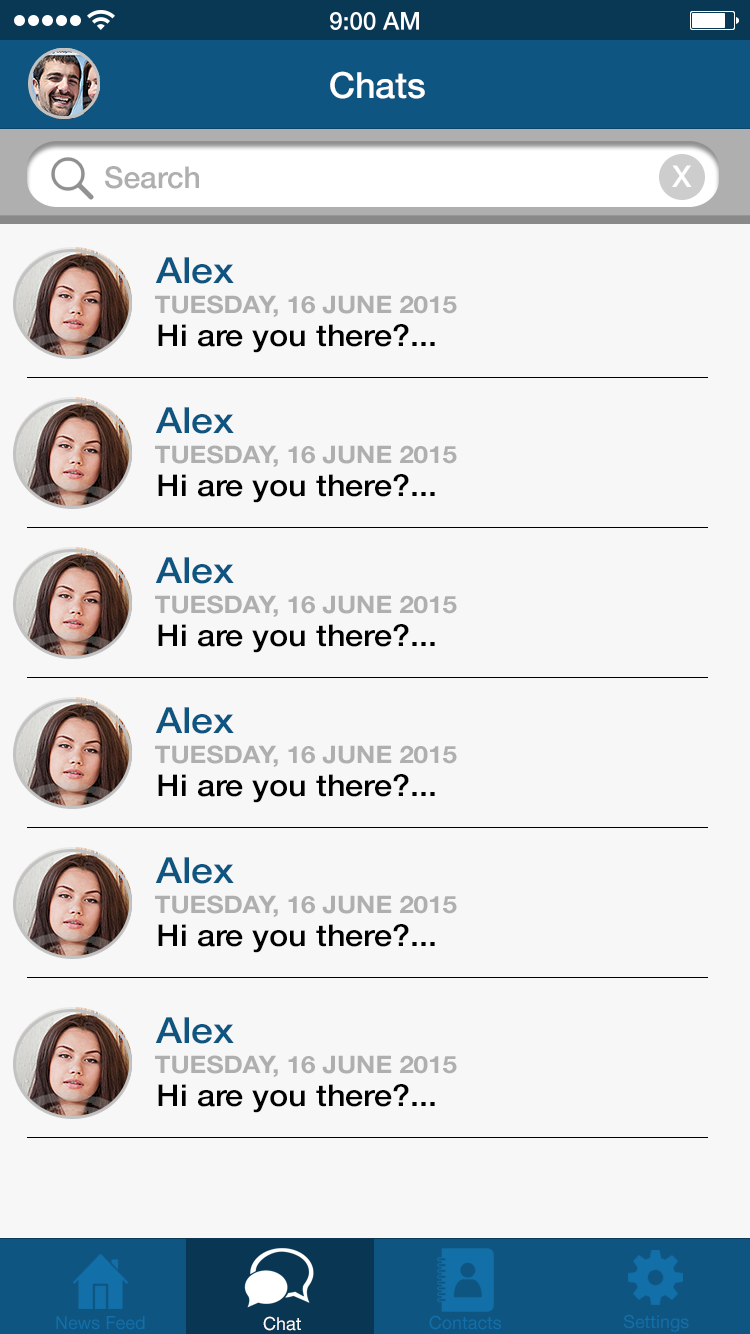 9:00 AM
Chats
Search
X
Alex
TUESDAY, 16 JUNE 2015
Hi are you there?...
Alex
TUESDAY, 16 JUNE 2015
Hi are you there?...
Alex
TUESDAY, 16 JUNE 2015
Hi are you there?...
Alex
TUESDAY, 16 JUNE 2015
Hi are you there?...
Alex
TUESDAY, 16 JUNE 2015
Hi are you there?...
Alex
TUESDAY, 16 JUNE 2015
Hi are you there?...
News Feed Chat Contacts Settings